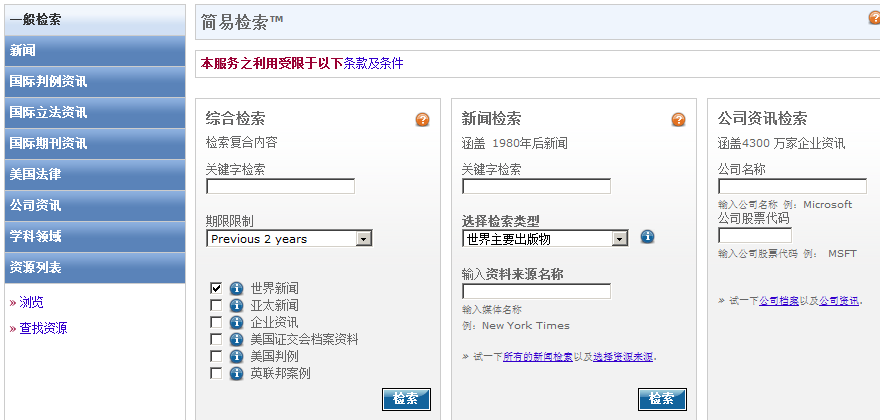 一般检索
新闻
国际判例资讯
国际立法资讯
国际期刊资讯
美国法律
公司资讯
学科领域
资源列表
» 浏览
» 查找资源
简易检索™
?
本服务之利用受限于以下条款及条件
综合检索
?
检索复合内容
关键字检索
期限限制
Previous 2 years
世界新闻
亚太新闻
企业资讯
美国证交会档案资料
美国判例
英联邦案例
检索
新闻检索
?
涵盖 1980年后新闻
关键字检索
选择检索类型
世界主要出版物
输入资料来源名称
输入媒体名称
例: New York Times
» 试一下所有的新闻检索以及选择资源来源。
检索
公司资讯检索
涵盖4300 万家企业资讯
公司名称
输入公司名称 例: Microsoft
公司股票代码
输入公司股票代码 例: MSFT
» 试一下公司档案以及公司资讯。